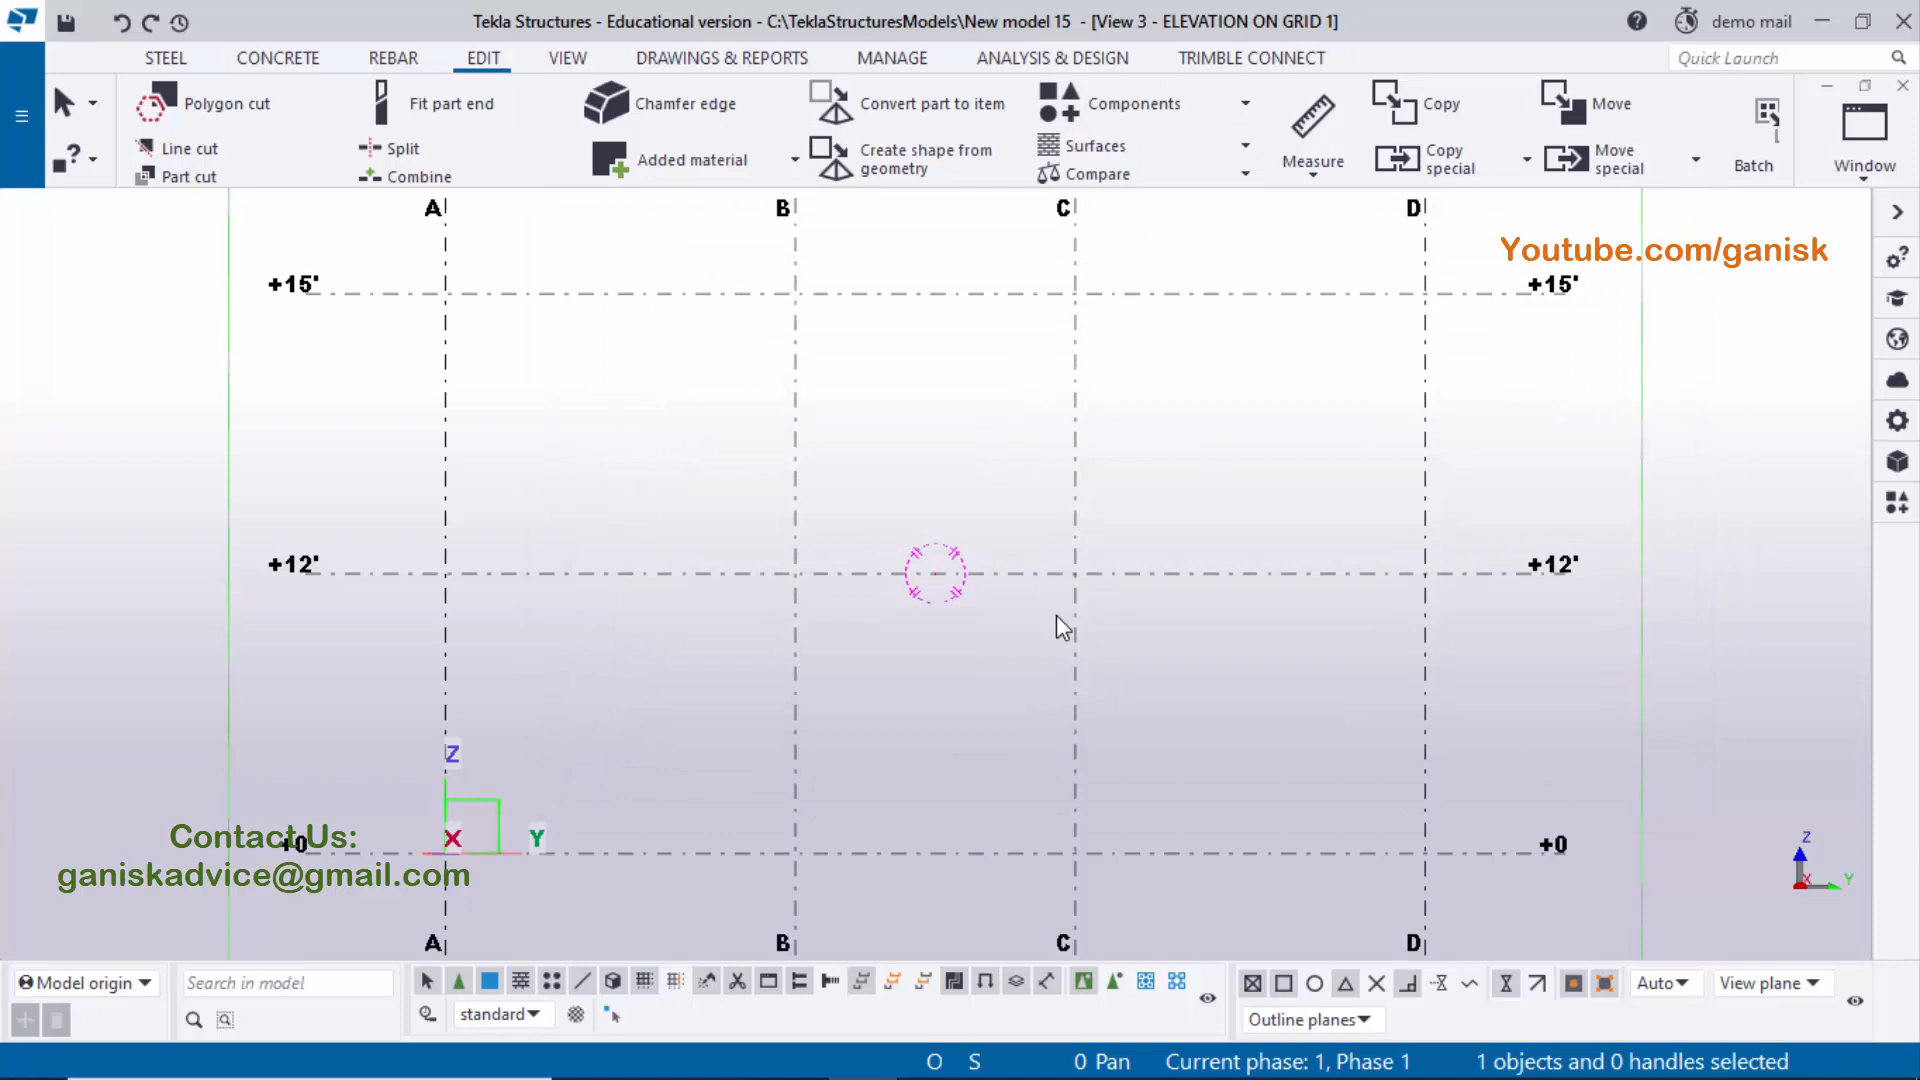 Tekla Structures - Educational version - C:\TeklaStructuresModels\New model 15 - [View 3 - ELEVATION ON GRID 1]
demo mail
STEEL CONCRETE REBAR EDIT VIEW DRAWINGS & REPORTS MANAGE ANALYSIS & DESIGN TRIMBLE CONNECT
Quick Launch
Polygon cut
Line cut
Part cut
Fit part end
Split
Combine
Chamfer edge
Added material
Convert part to item
Create shape from
geometry
Components
Surfaces
Compare
Measure
Copy
Copy
special
Move
Move
special
Batch
Window
A B C D
Youtube.com/ganisk
+15' +15'
+12' +12'
Z
X Y
+0 +0
Contact Us:
ganiskadvice@gmail.com
Z
X Y
A B C D
Model origin
Search in model
standard
Auto
View plane
Outline planes
O S 0 Pan Current phase: 1, Phase 1 1 objects and 0 handles selected